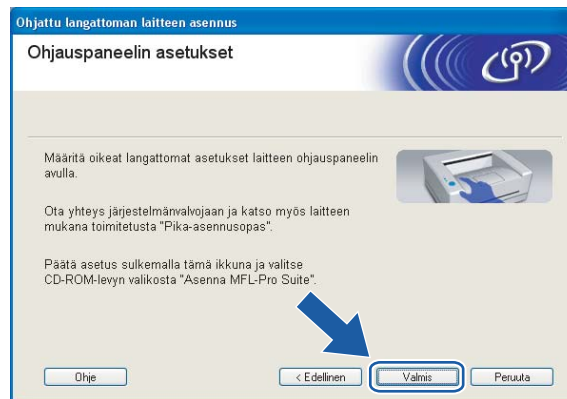 Ohjattu langattoman laitteen asennus
Ohjauspaneelin asetukset
Määritä oikeat langattomat asetukset laitteen ohjauspaneelin
avulla.
Ota yhteys järjestelmänvalvojaan ja katso myös laitteen
mukana toimitetusta "Pika-asennusopas".
Päätä asetus sulkemalla tämä ikkuna ja valitse
CD-ROM-levyn valikosta "Asenna MFL-Pro Suite".
Ohje
< Edellinen
Valmis
Peruuta